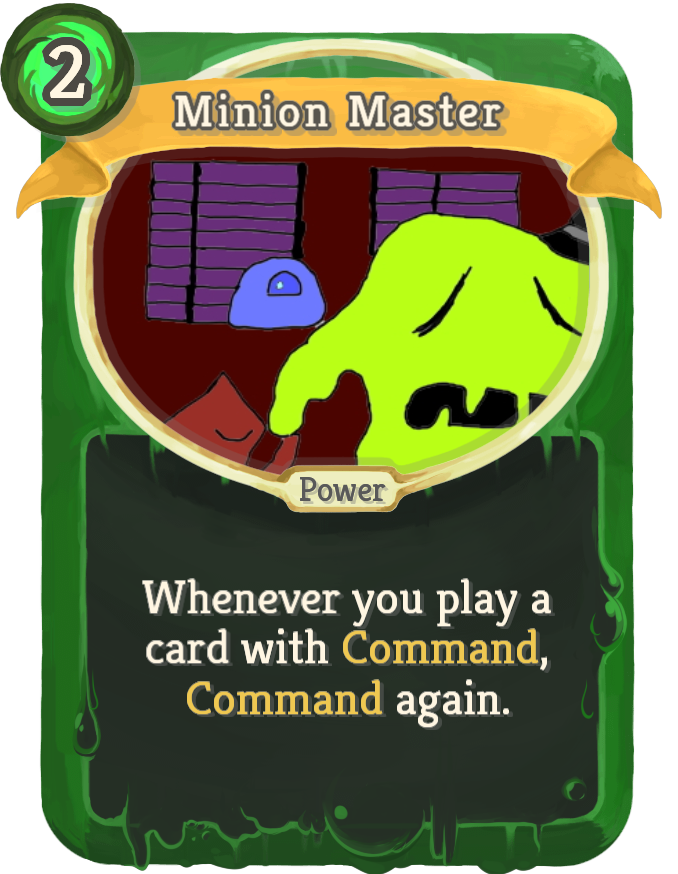 2
Minion Master
Power
Whenever you play a
card with Command,
Command again.